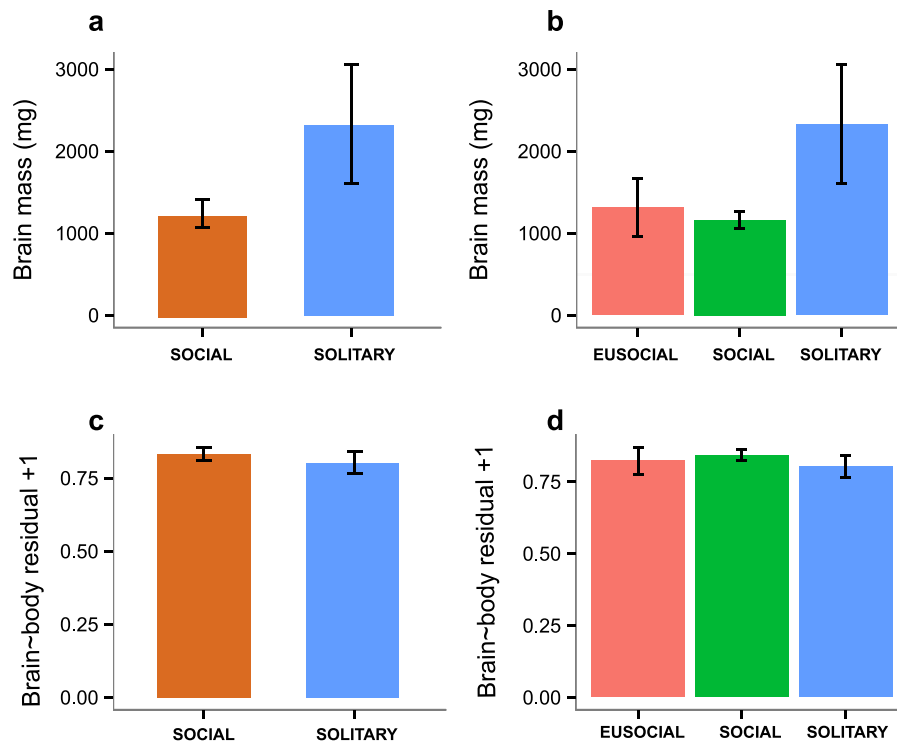 a
Brain mass (mg)
3000
2000
1000
0
SOCIAL SOLITARY
b
Brain mass (mg)
3000
2000
1000
0
EUSOCIAL SOCIAL SOLITARY
c
Brain~body residual +1
0.75
0.50
0.25
0.00
SOCIAL SOLITARY
d
Brain~body residual +1
0.75
0.50
0.25
0.00
EUSOCIAL SOCIAL SOLITARY